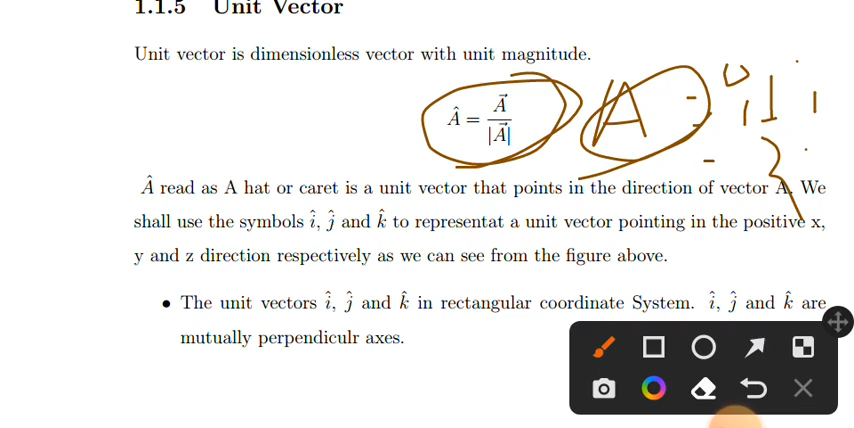 1.1.5 Unit Vector
Unit vector is dimensionless vector with unit magnitude.
Â = A⃗ / |A⃗|
A
Â read as A hat or caret is a unit vector that points in the direction of vector A. We
shall use the symbols î, ĵ and k̂ to representat a unit vector pointing in the positive x,
y and z direction respectively as we can see from the figure above.
• The unit vectors î, ĵ and k̂ in rectangular coordinate System. î, ĵ and k̂ are
mutually perpendiculr axes.